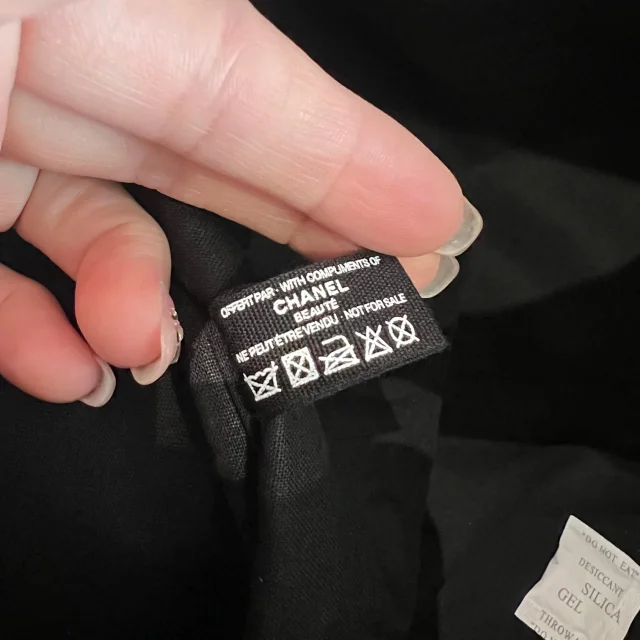 OFFERT PAR - WITH COMPLIMENTS OF
CHANEL
BEAUTÉ
NE PEUT ÊTRE VENDU - NOT FOR SALE
"DO NOT EAT
DESICCANT
SILICA
GEL